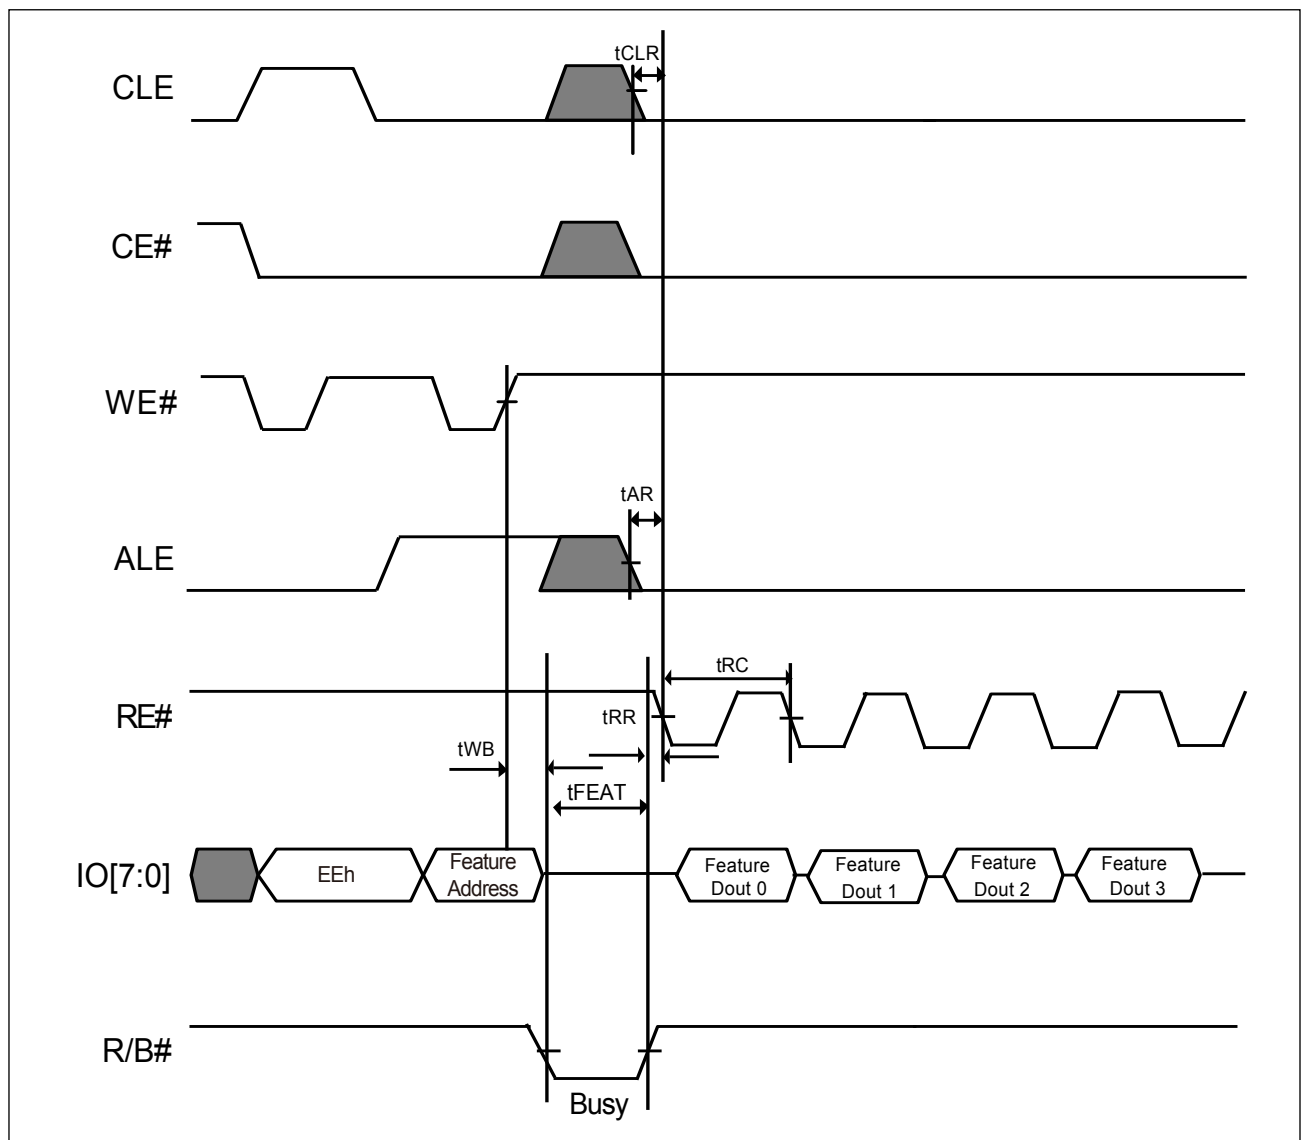 tCLR
CLE
CE#
WE#
tAR
ALE
tRC
RE#
tRR
tWB
tFEAT
IO[7:0]
EEh
Feature
Address
Feature
Dout 0
Feature
Dout 1
Feature
Dout 2
Feature
Dout 3
R/B#
Busy